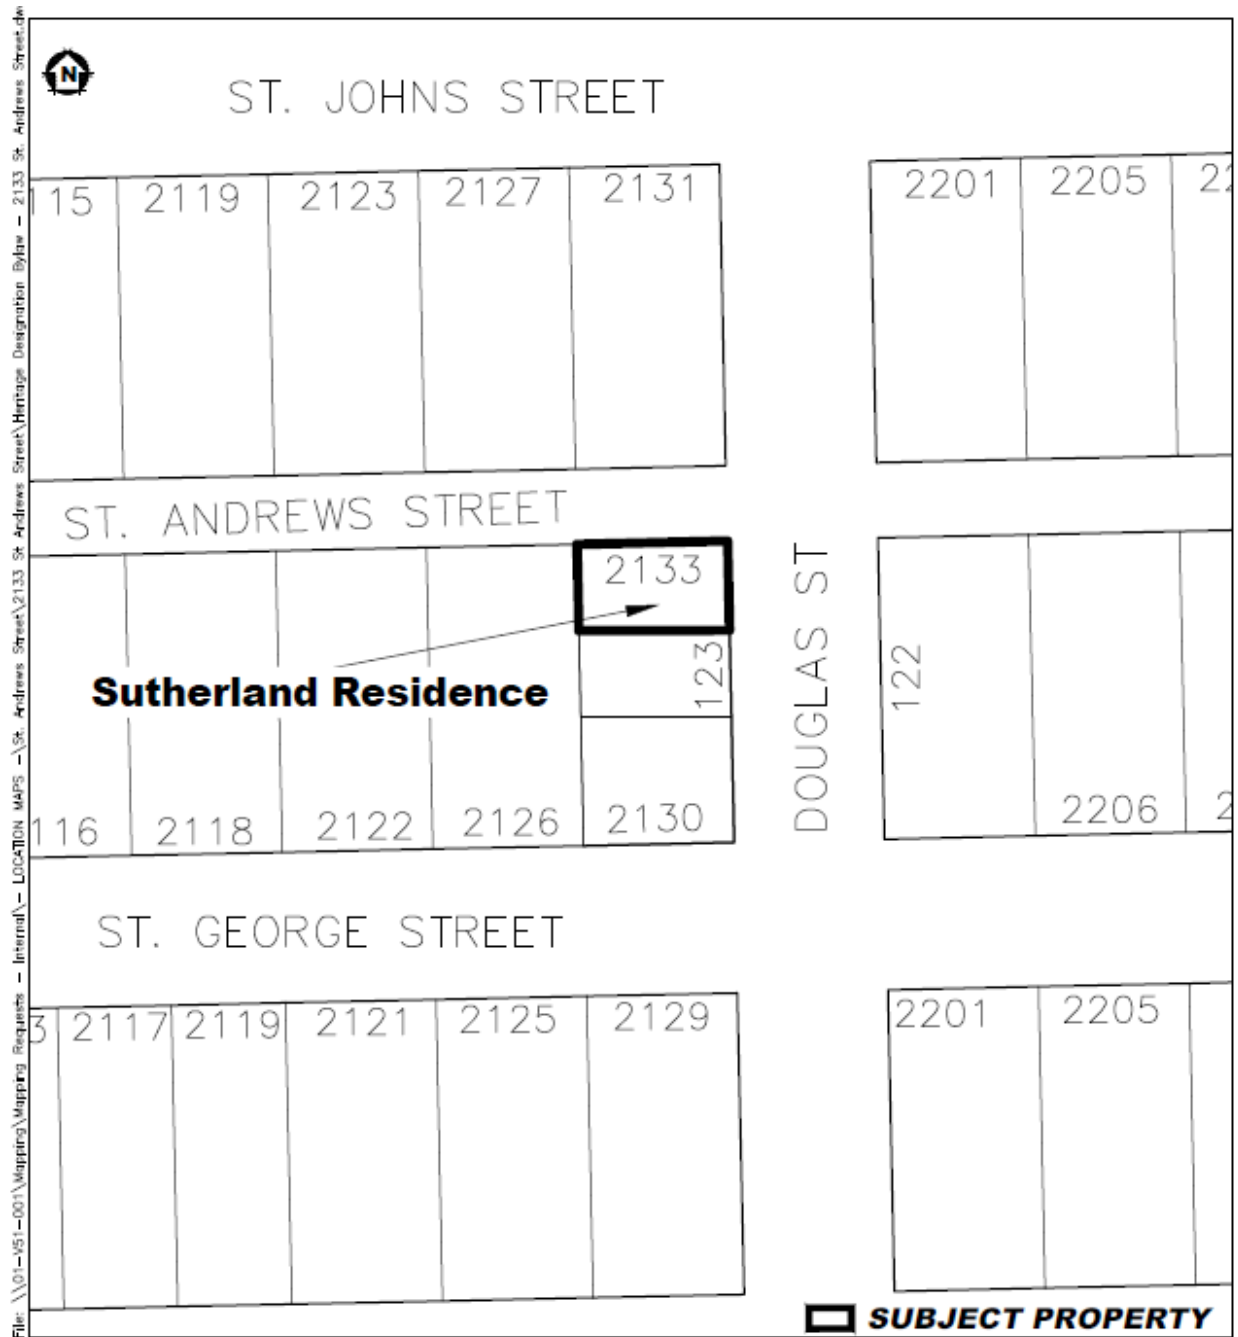 File: \\01-V51-001\Mapping\Mapping Requests - Internal\- LOCATION MAPS -\St. Andrews Street\2133 St Andrews Street\Heritage Designation Bylaw - 2133 St. Andrews Street.dw
N
ST. JOHNS STREET
115 2119 2123 2127 2131 2201 2205 22
ST. ANDREWS STREET
2133
Sutherland Residence
123
DOUGLAS ST
122
116 2118 2122 2126 2130 2206 2
ST. GEORGE STREET
3 2117 2119 2121 2125 2129 2201 2205
SUBJECT PROPERTY